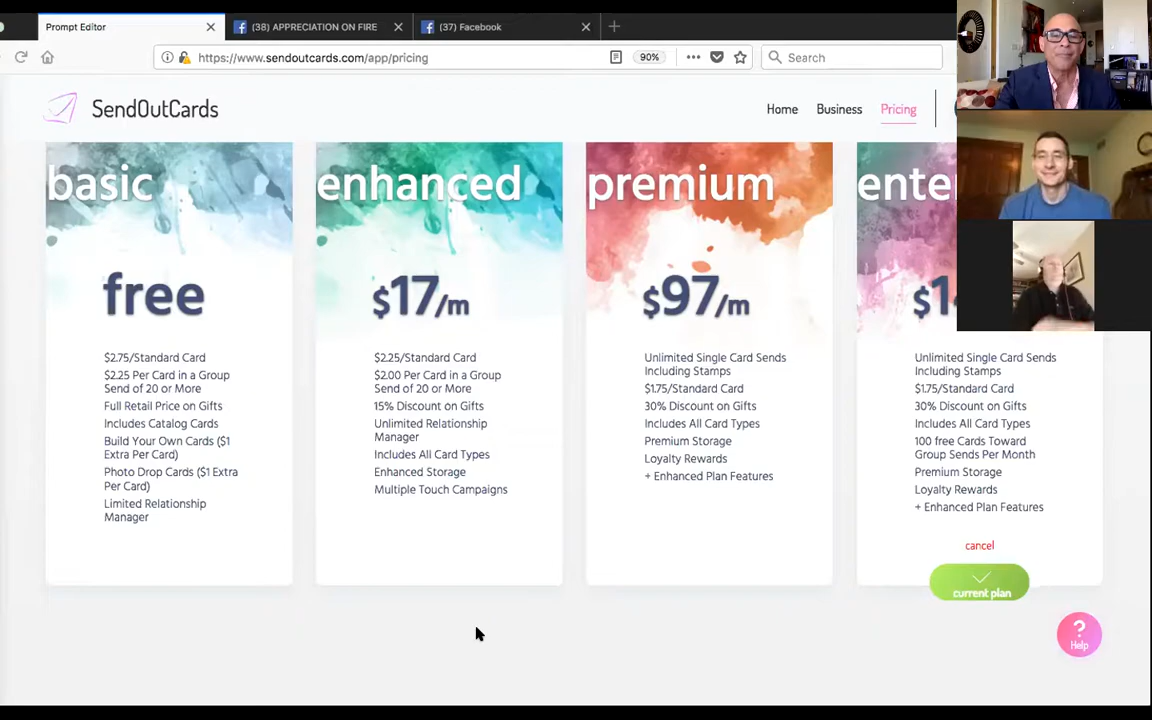 Prompt Editor
(38) APPRECIATION ON FIRE
(37) Facebook
https://www.sendoutcards.com/app/pricing
90%
Search
SendOutCards
Home
Business
Pricing
basic
free
$2.75/Standard Card
$2.25 Per Card in a Group
Send of 20 or More
Full Retail Price on Gifts
Includes Catalog Cards
Build Your Own Cards ($1
Extra Per Card)
Photo Drop Cards ($1 Extra
Per Card)
Limited Relationship
Manager
enhanced
$17/m
$2.25/Standard Card
$2.00 Per Card in a Group
Send of 20 or More
15% Discount on Gifts
Unlimited Relationship
Manager
Includes All Card Types
Enhanced Storage
Multiple Touch Campaigns
premium
$97/m
Unlimited Single Card Sends
Including Stamps
$1.75/Standard Card
30% Discount on Gifts
Includes All Card Types
Premium Storage
Loyalty Rewards
+ Enhanced Plan Features
ente
$1
Unlimited Single Card Sends
Including Stamps
$1.75/Standard Card
30% Discount on Gifts
Includes All Card Types
100 free Cards Toward
Group Sends Per Month
Premium Storage
Loyalty Rewards
+ Enhanced Plan Features
cancel
current plan
?
Help